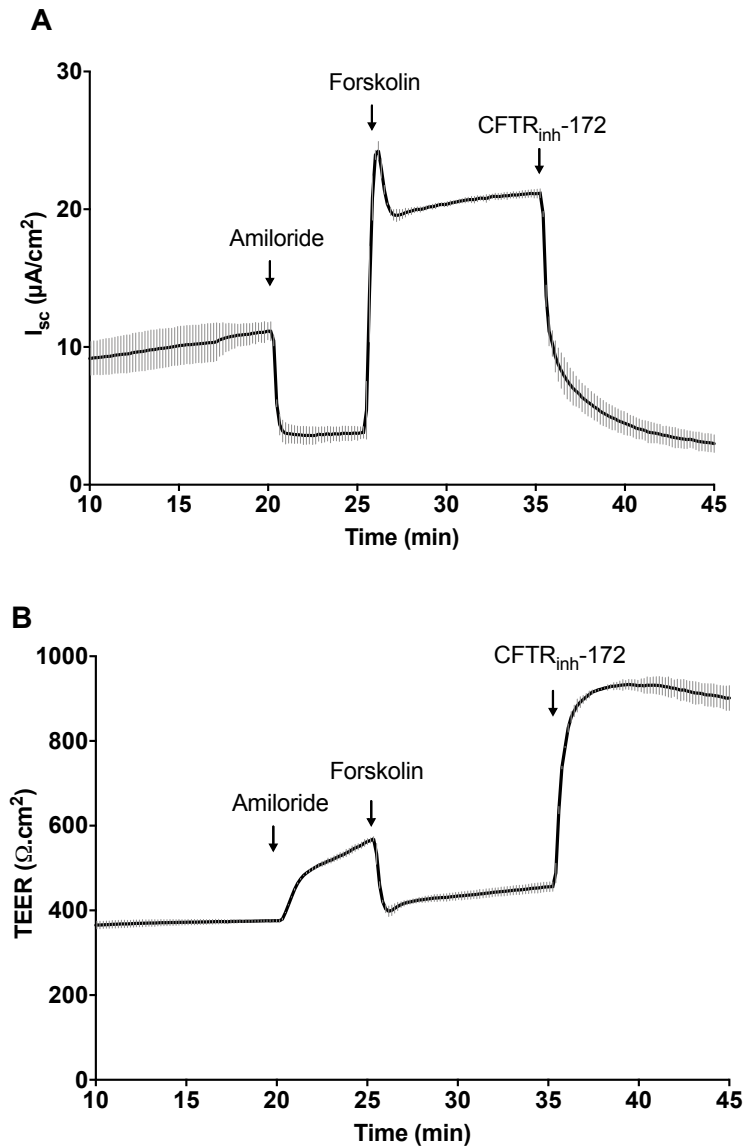 A
30
Forskolin
CFTRinh-172
20
Amiloride
Isc (µA/cm2)
10
0
10 15 20 25 30 35 40 45
Time (min)
B
1000
CFTRinh-172
800
Forskolin
Amiloride
600
TEER (Ω.cm2)
400
200
0
10 15 20 25 30 35 40 45
Time (min)